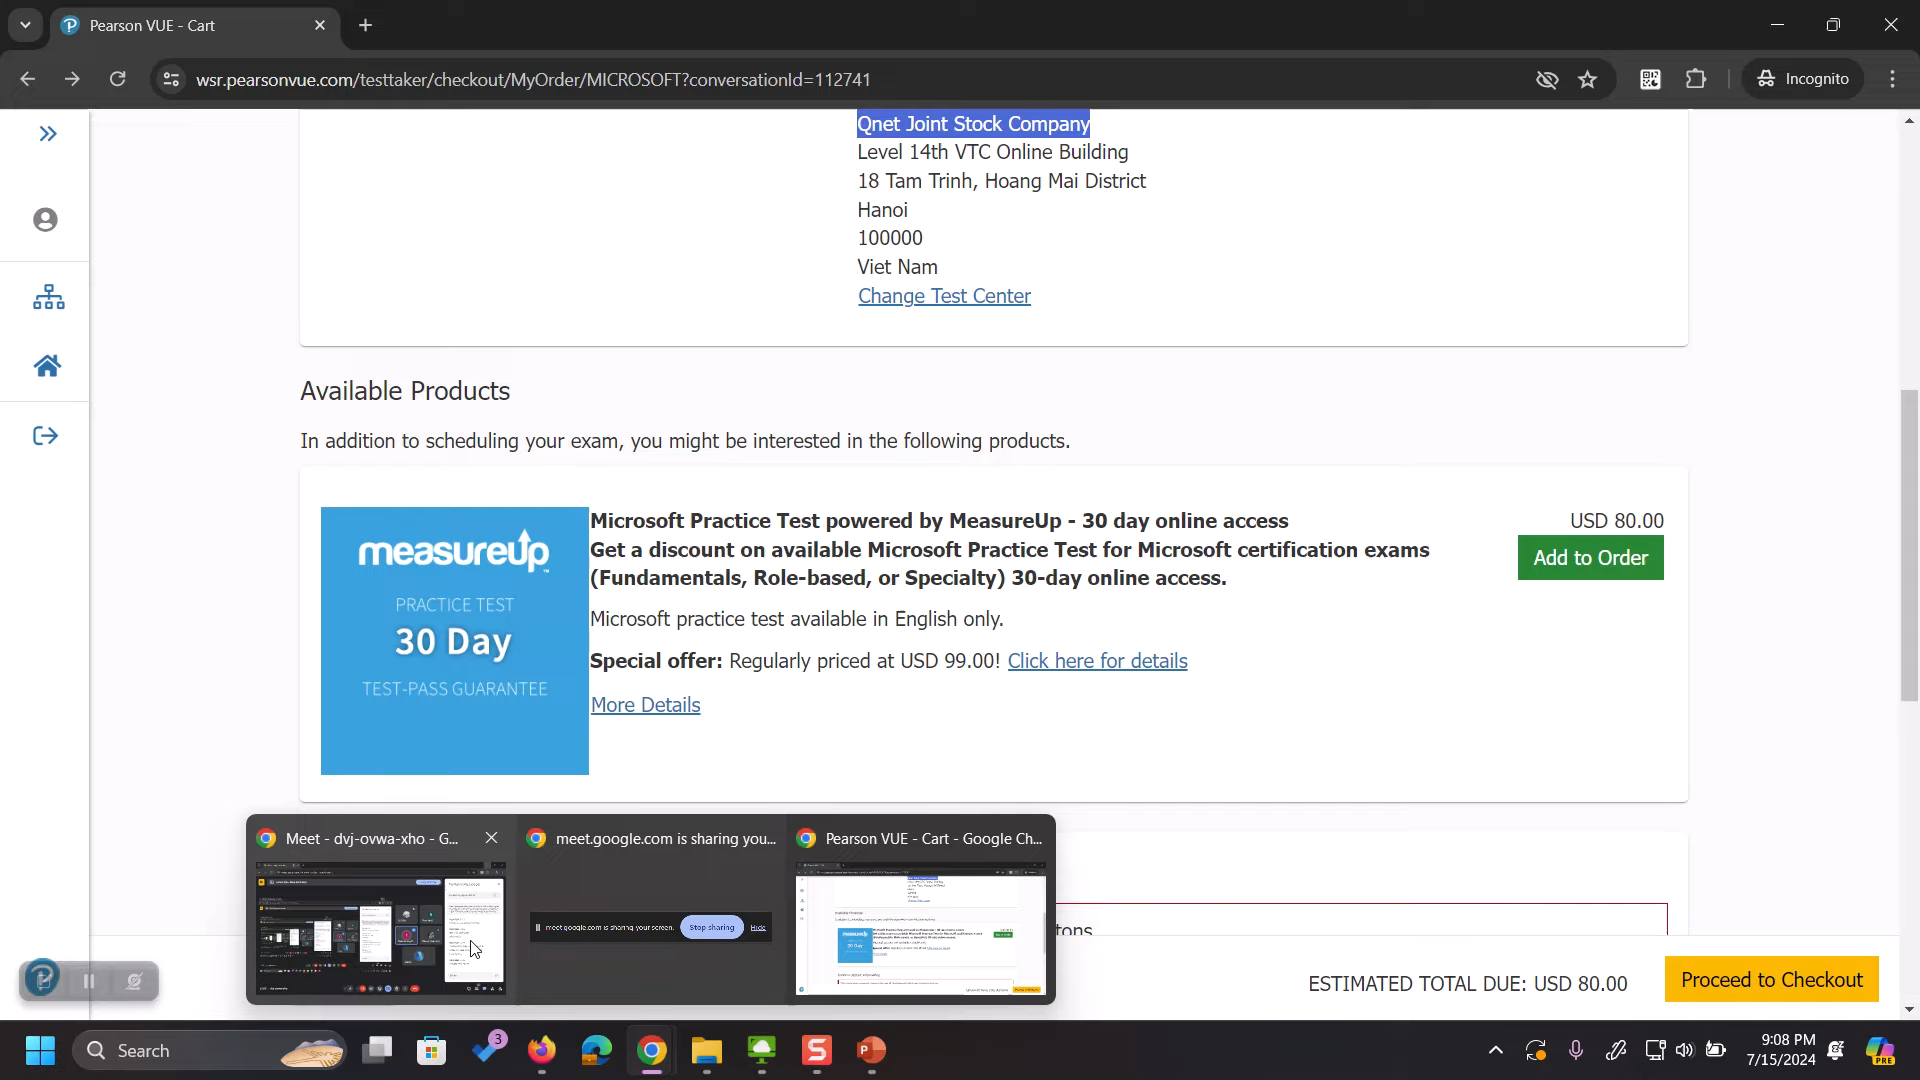 Pearson VUE - Cart
wsr.pearsonvue.com/testtaker/checkout/MyOrder/MICROSOFT?conversationId=112741
Incognito
Qnet Joint Stock Company
Level 14th VTC Online Building
18 Tam Trinh, Hoang Mai District
Hanoi
100000
Viet Nam
Change Test Center
Available Products
In addition to scheduling your exam, you might be interested in the following products.
measureup
PRACTICE TEST
30 Day
TEST-PASS GUARANTEE
Microsoft Practice Test powered by MeasureUp - 30 day online access
Get a discount on available Microsoft Practice Test for Microsoft certification exams
(Fundamentals, Role-based, or Specialty) 30-day online access.
USD 80.00
Add to Order
Microsoft practice test available in English only.
Special offer: Regularly priced at USD 99.00! Click here for details
More Details
Meet - dvj-ovwa-xho - G...
meet.google.com is sharing you...
Pearson VUE - Cart - Google Ch...
meet.google.com is sharing your screen.
Stop sharing
Hide
tons
ESTIMATED TOTAL DUE: USD 80.00
Proceed to Checkout
Search
3
9:08 PM
7/15/2024
PRE